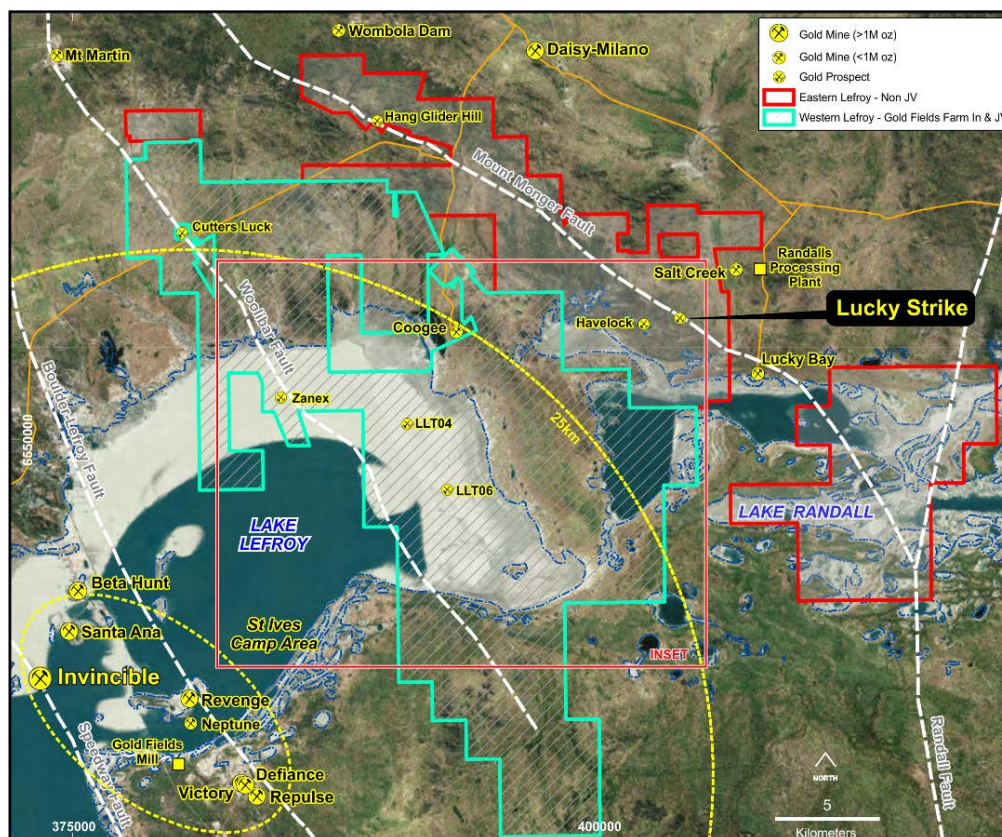 Wombola Dam
Mt Martin
Daisy-Milano
Gold Mine (>1M oz)
Gold Mine (<1M oz)
Gold Prospect
Eastern Lefroy - Non JV
Western Lefroy - Gold Fields Farm In & JV
Hang Glider Hill
Mount Monger Fault
Cutters Luck
Salt Creek
Randalls
Processing
Plant
Woolibar Fault
Coogee
Havelock
Lucky Strike
Lucky Bay
Boulder Lefroy Fault
Zanex
LLT04
25km
6550000
LLT06
LAKE
LEFROY
LAKE RANDALL
Beta Hunt
Santa Ana
St Ives
Camp Area
INSET
Invincible
Revenge
Neptune
Speedway Fault
Gold Fields
Mill
Defiance
Victory
Repulse
Randall Fault
NORTH
5
Kilometers
375000
400000